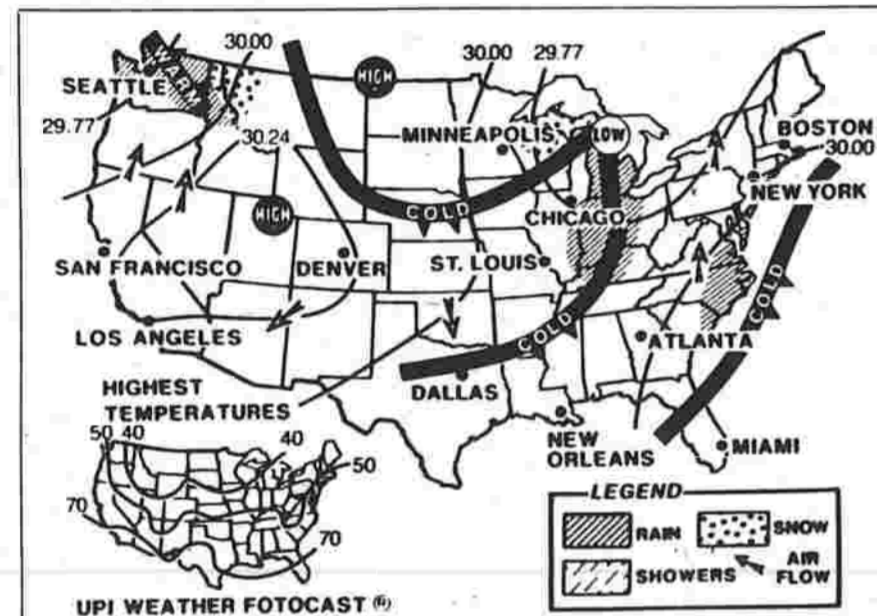 30.00
WARM
HIGH
30.00
29.77
SEATTLE
29.77
30.24
MINNEAPOLIS
LOW
BOSTON
30.00
NEW YORK
COLD
HIGH
CHICAGO
SAN FRANCISCO
DENVER
ST. LOUIS
COLD
LOS ANGELES
COLD
ATLANTA
HIGHEST
TEMPERATURES
DALLAS
NEW
ORLEANS
MIAMI
50 40
40
50
70
70
LEGEND
RAIN
SNOW
SHOWERS
AIR
FLOW
UPI WEATHER FOTOCAST ®